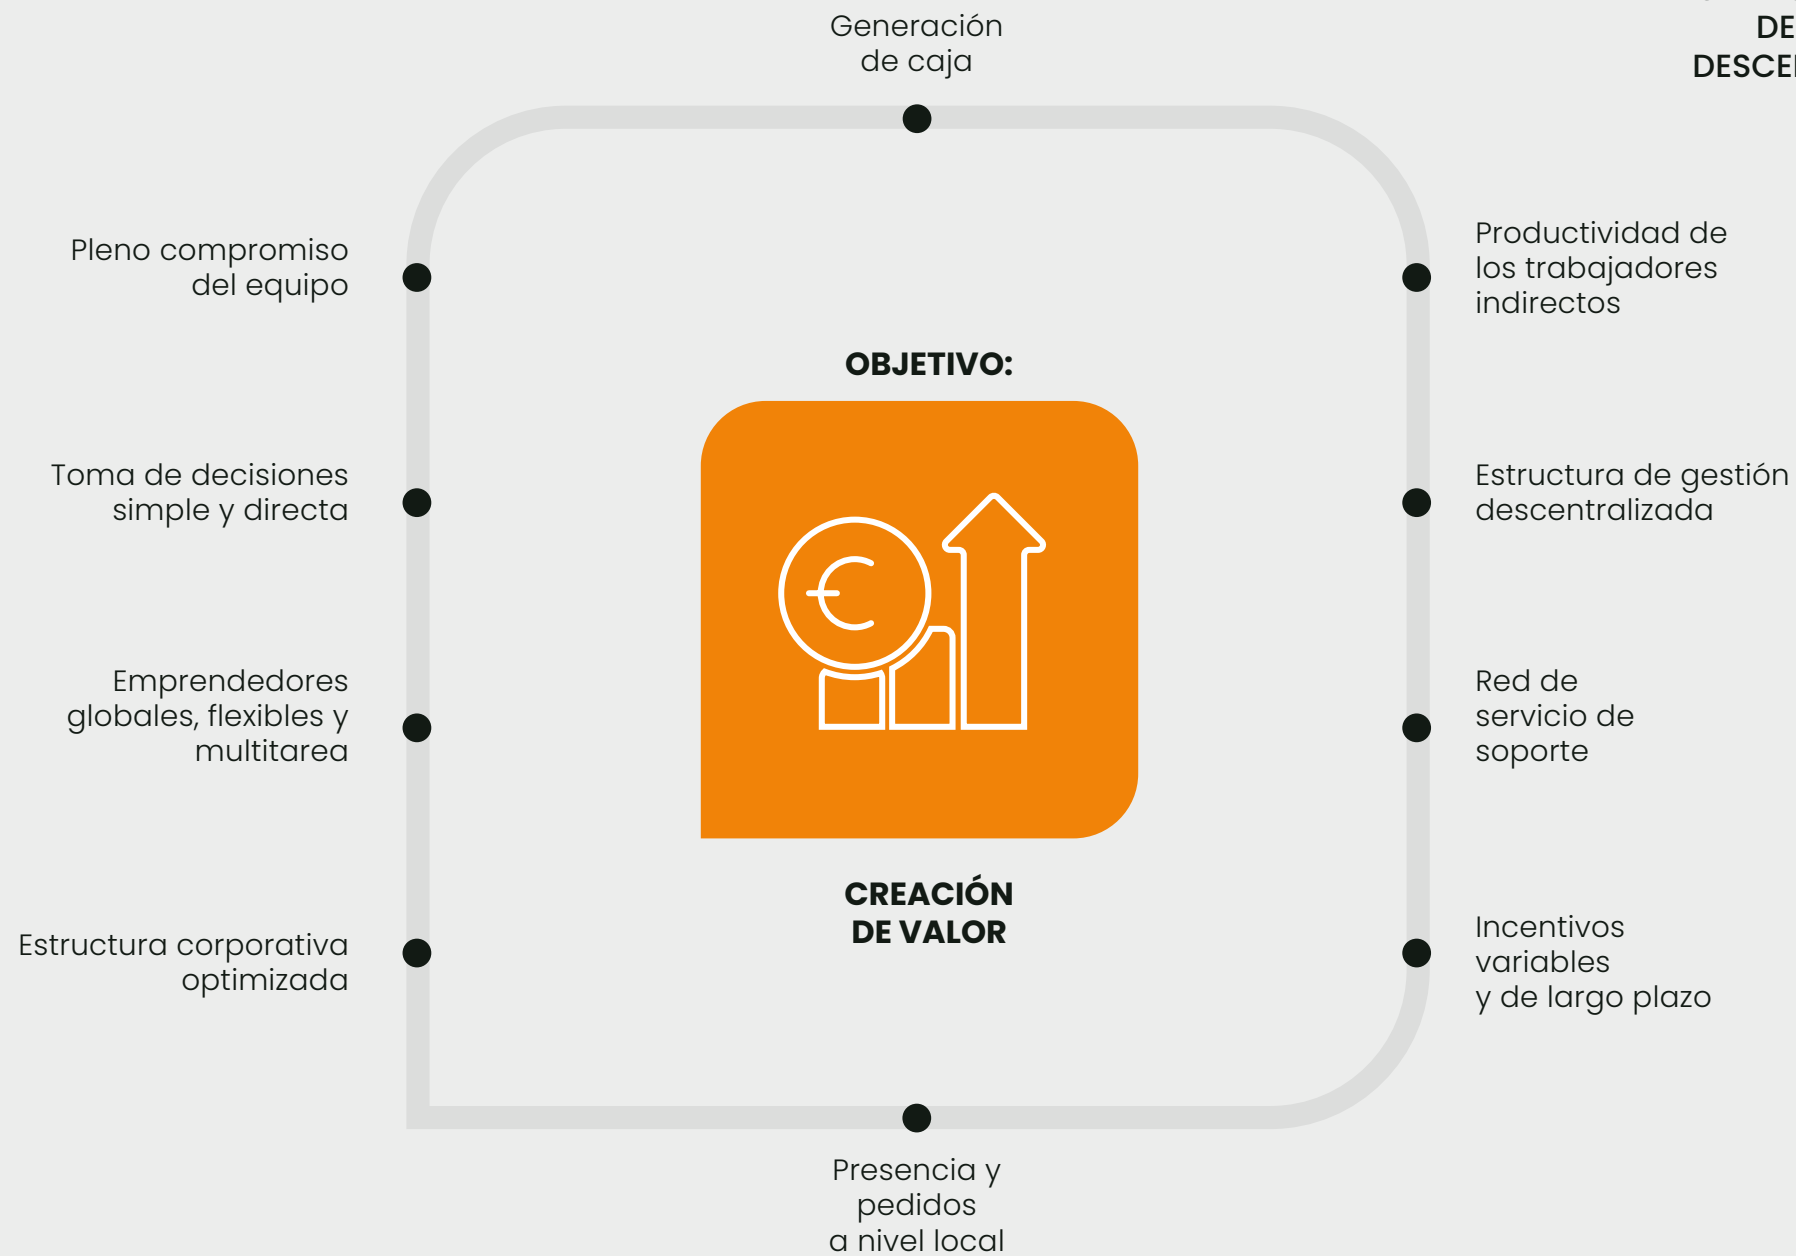 Generación
de caja
Pleno compromiso
del equipo
Toma de decisiones
simple y directa
Emprendedores
globales, flexibles y
multitarea
Estructura corporativa
optimizada
OBJETIVO:
CREACIÓN
DE VALOR
Productividad de
los trabajadores
indirectos
Estructura de gestión
descentralizada
Red de
servicio de
soporte
Incentivos
variables
y de largo plazo
Presencia y
pedidos
a nivel local
DE